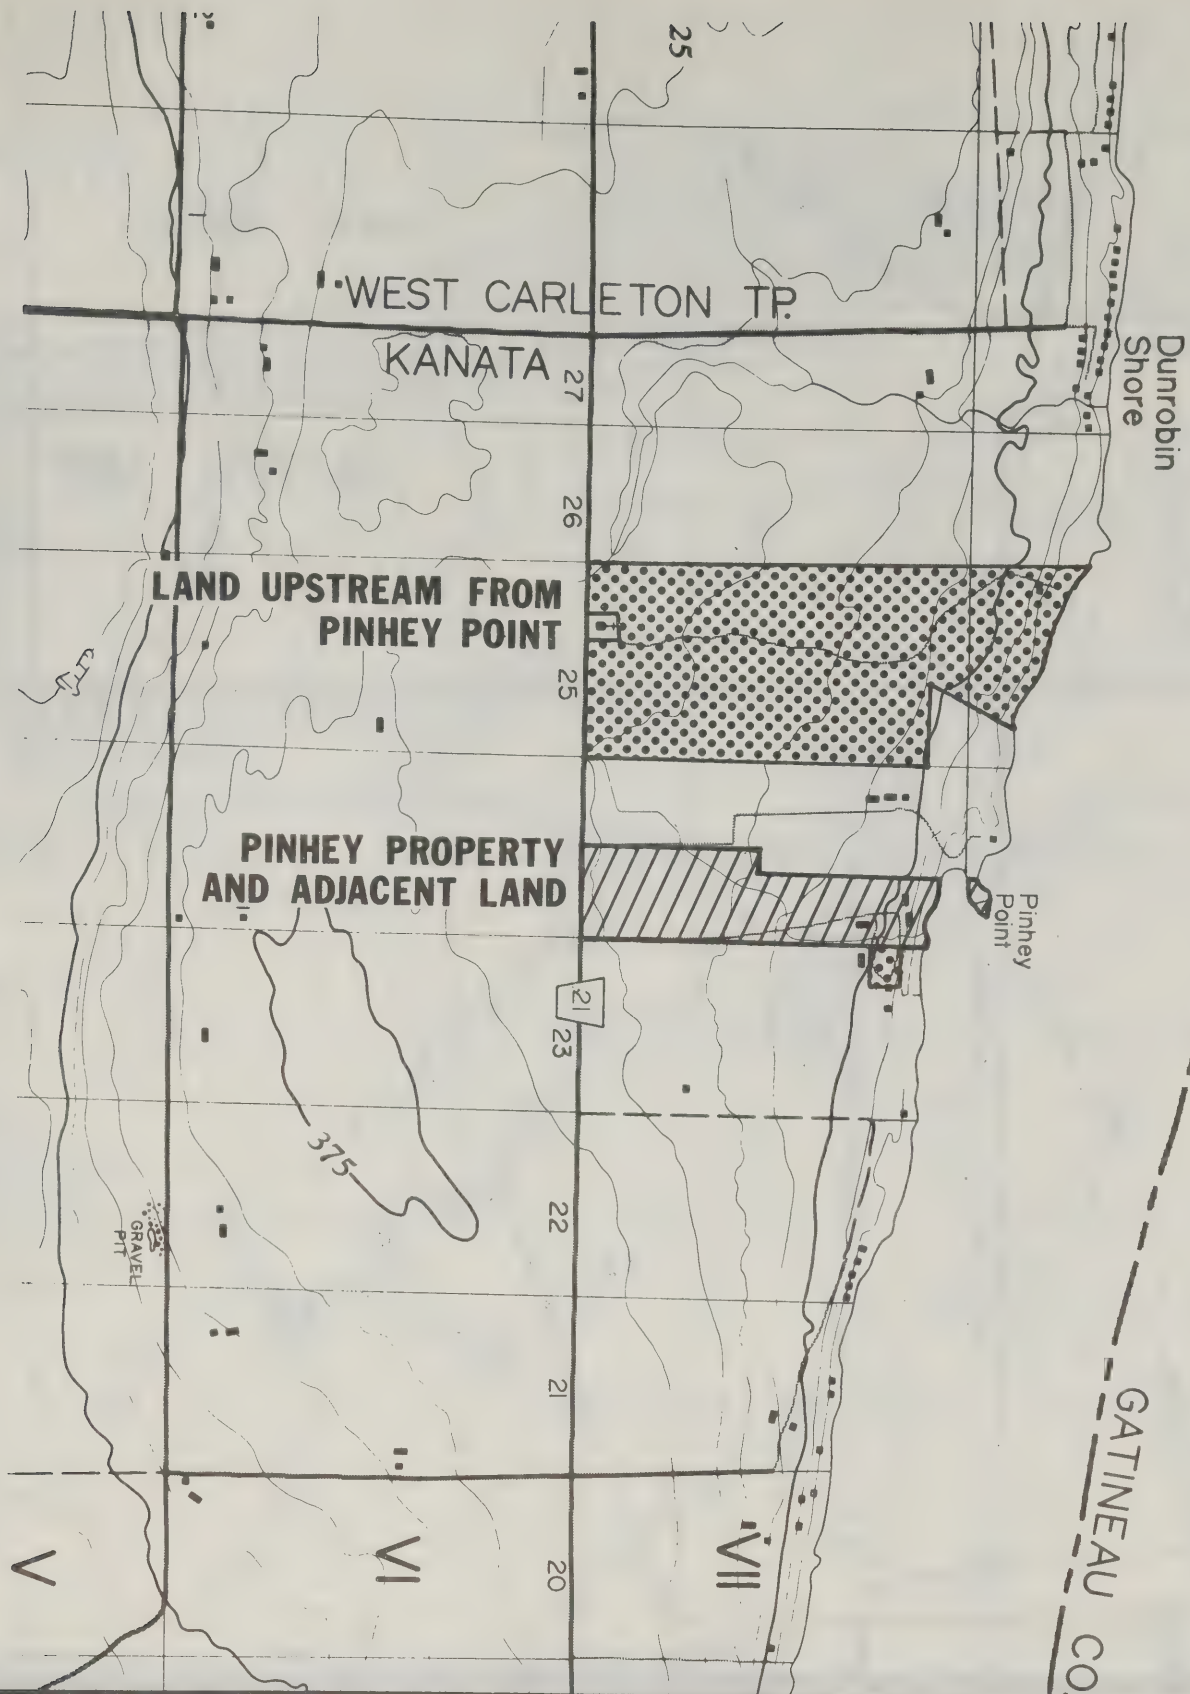 25
WEST CARLETON TP.
KANATA
Dunrobin
Shore
27
26
LAND UPSTREAM FROM
PINHEY POINT
25
PINHEY PROPERTY
AND ADJACENT LAND
Pinhey
Point
21
23
375
22
GRAVEL
PIT
21
GATINEAU CO.
20
V
VI
VII